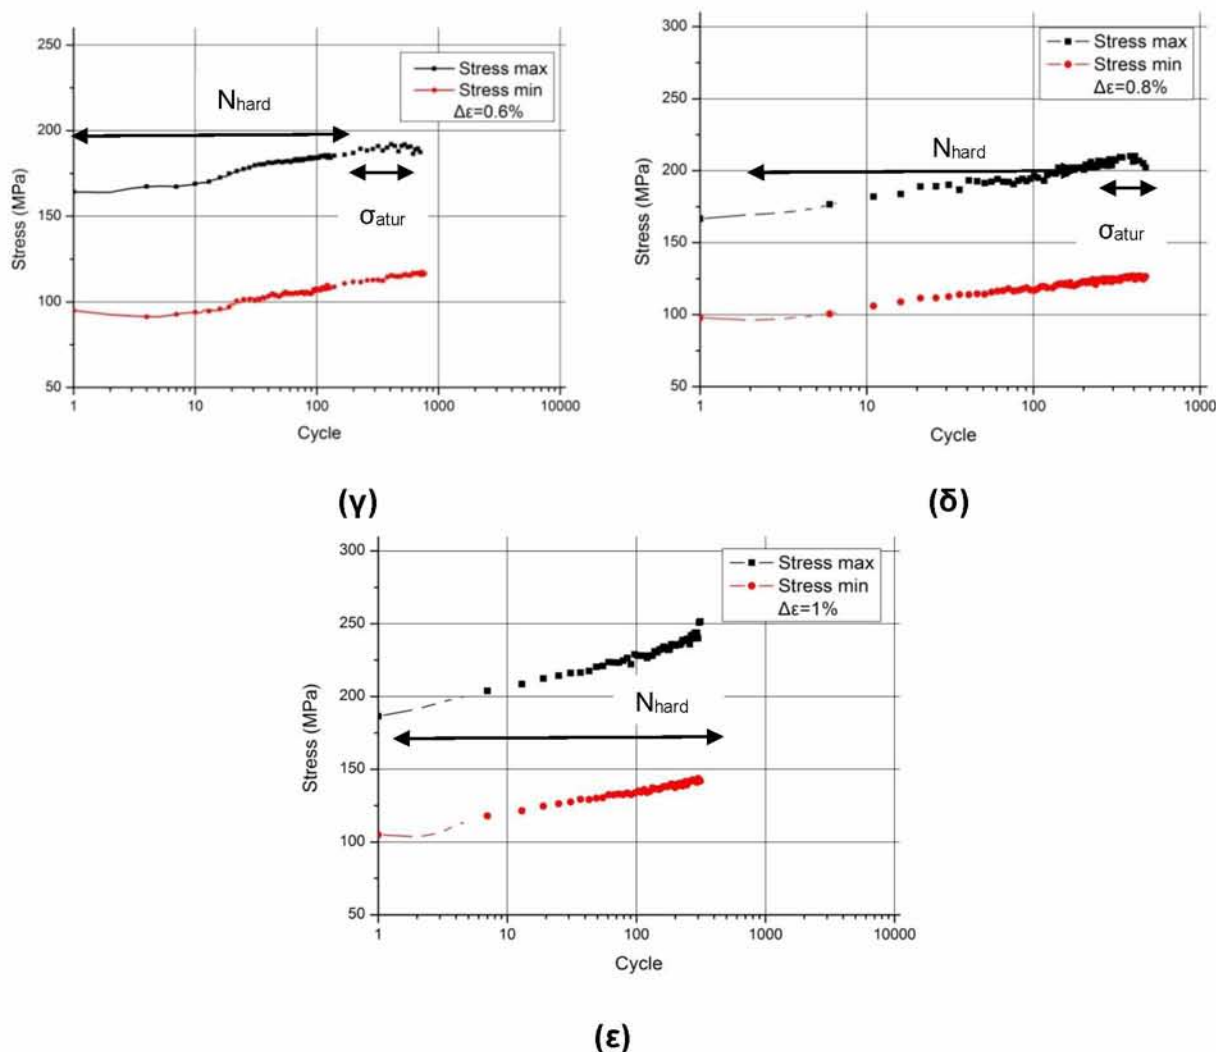 250
200
150
100
50
Stress (MPa)
1
10
100
1000
10000
Cycle
Stress max
Stress min
Δε=0.6%
Nhard
σatur
(γ)
300
250
200
150
100
50
Stress (MPa)
1
10
100
1000
Cycle
Stress max
Stress min
Δε=0.8%
Nhard
σatur
(δ)
300
250
200
150
100
50
Stress (MPa)
1
10
100
1000
10000
Cycle
Stress max
Stress min
Δε=1%
Nhard
(ε)